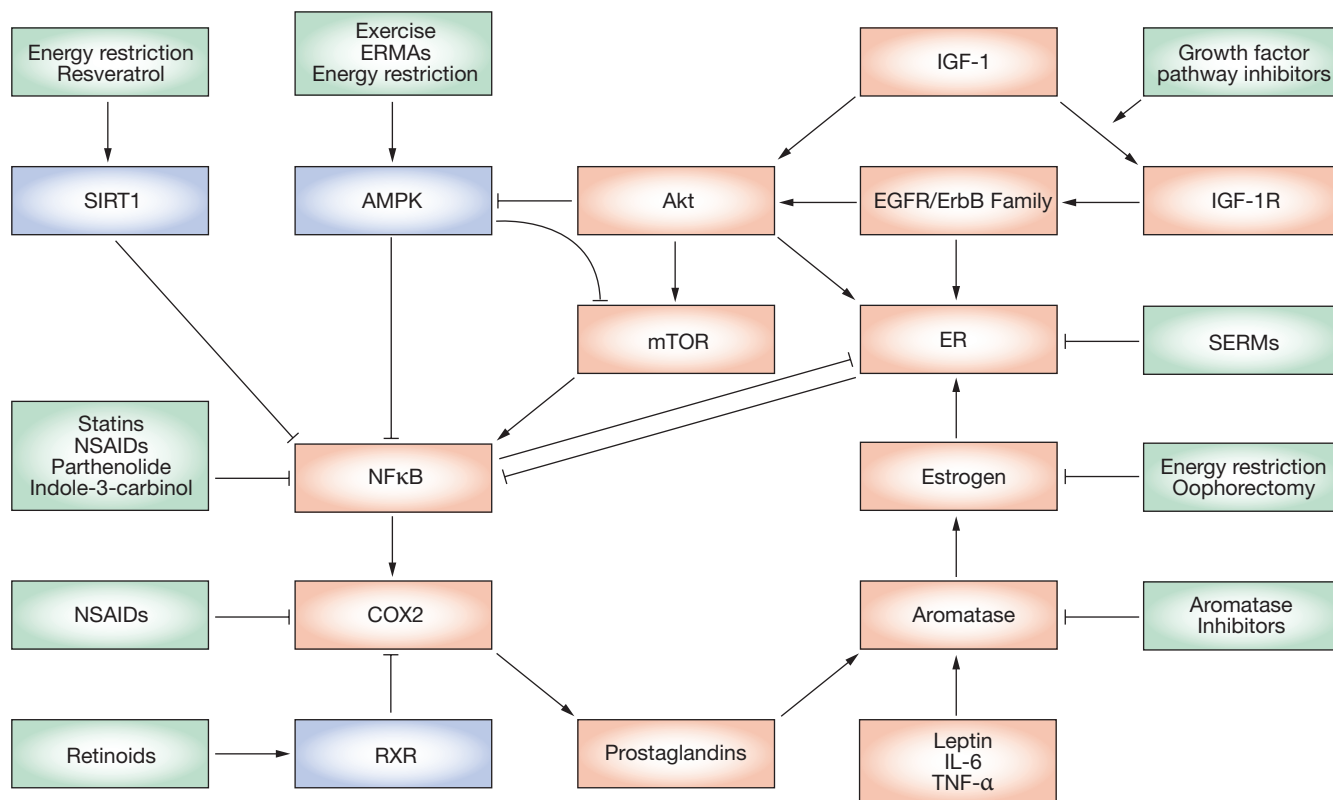 Energy restriction
Resveratrol
Exercise
ERMAs
Energy restriction
IGF-1
Growth factor
pathway inhibitors
SIRT1
AMPK
Akt
EGFR/ErbB Family
IGF-1R
mTOR
ER
SERMs
Statins
NSAIDs
Parthenolide
Indole-3-carbinol
NFκB
Estrogen
Energy restriction
Oophorectomy
NSAIDs
COX2
Aromatase
Aromatase
Inhibitors
Retinoids
RXR
Prostaglandins
Leptin
IL-6
TNF-α